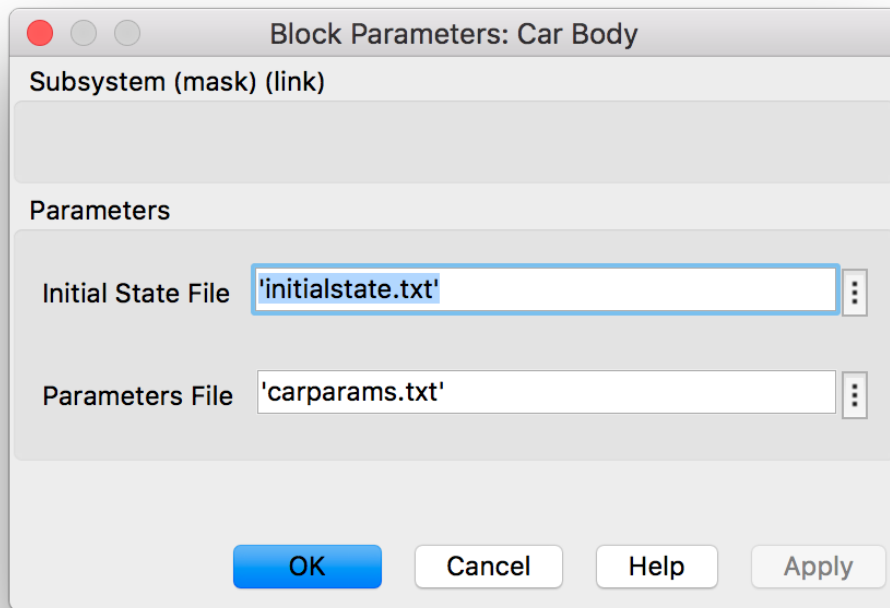 Block Parameters: Car Body
Subsystem (mask) (link)
Parameters
Initial State File 'initialstate.txt'
Parameters File 'carparams.txt'
OK Cancel Help Apply